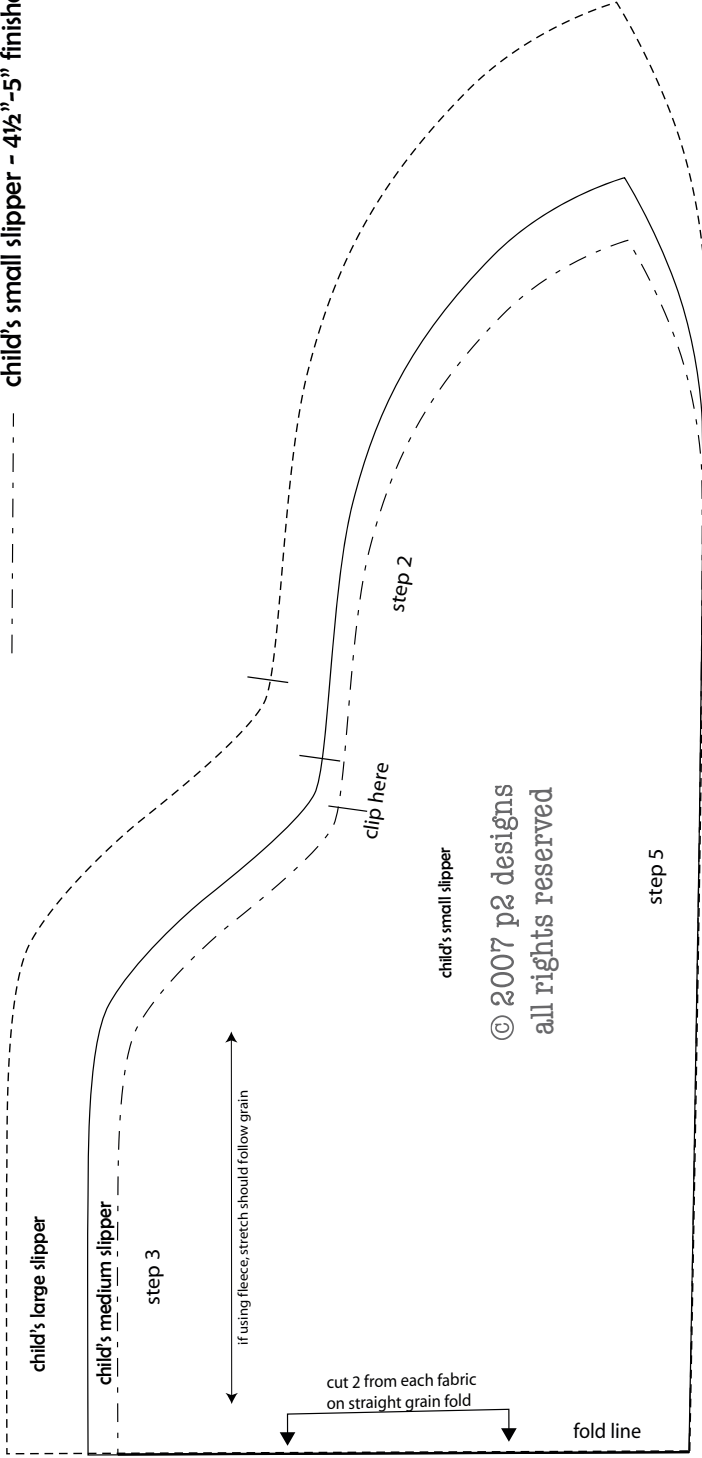 child's small slipper - 4½"-5" finishe
child's large slipper
child's medium slipper
step 3
if using fleece, stretch should follow grain
cut 2 from each fabric
on straight grain fold
fold line
clip here
step 2
child's small slipper
© 2007 p2 designs
all rights reserved
step 5